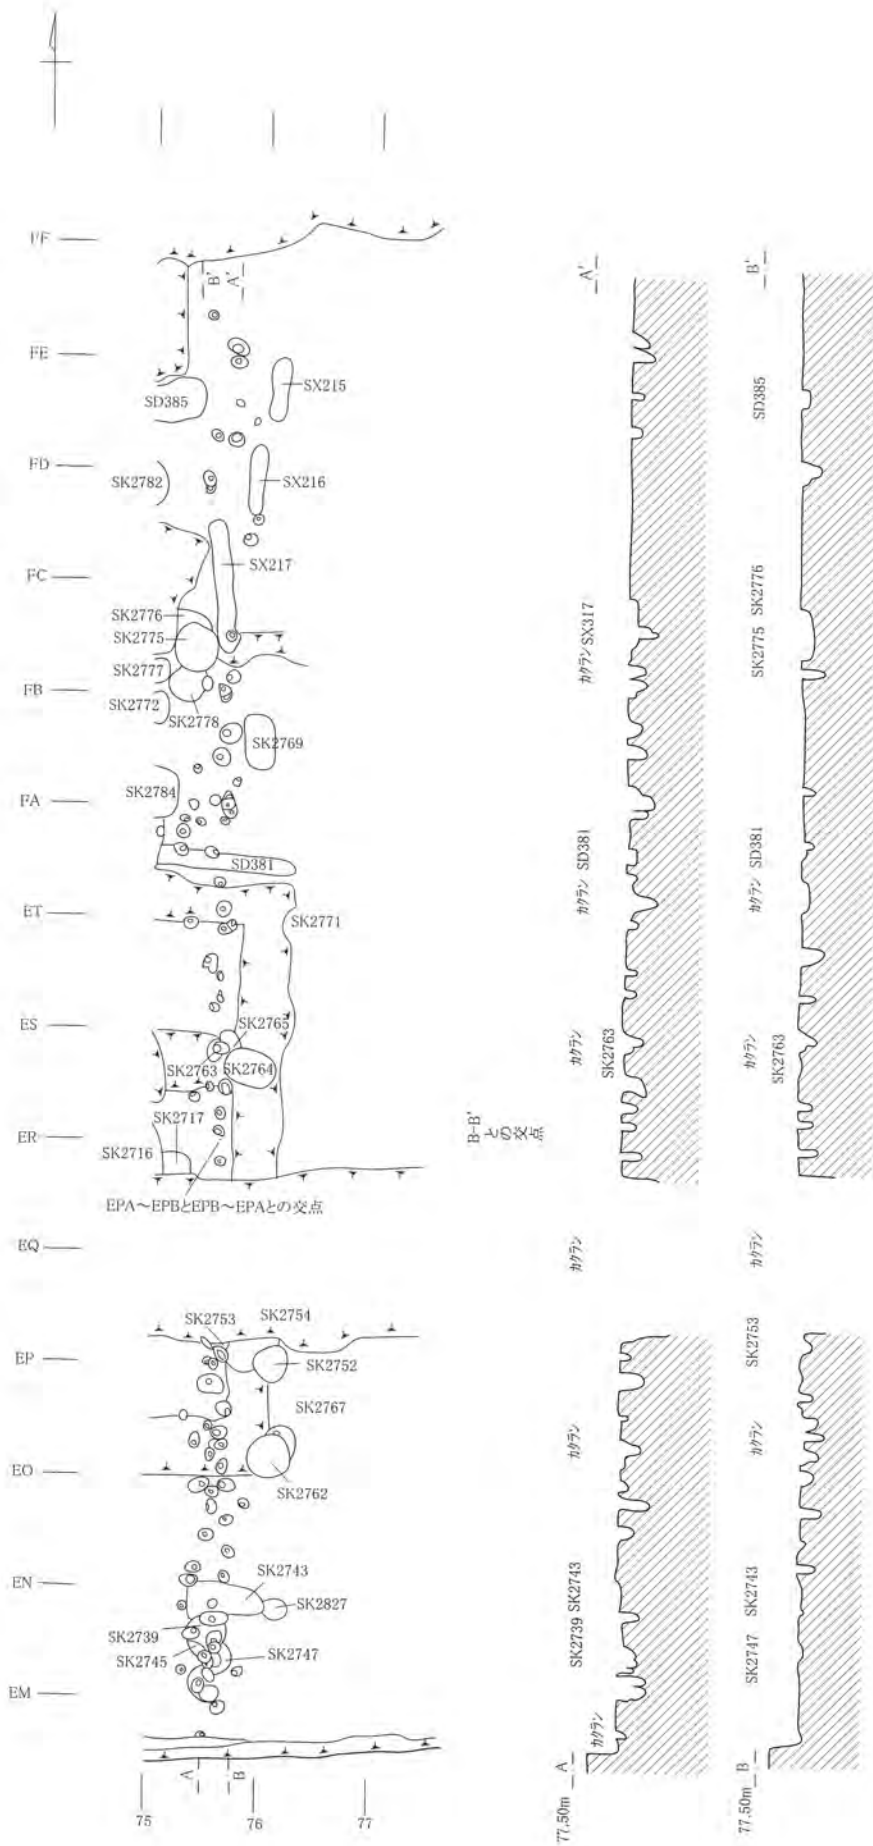 FF
B'
A'
FE
SX215
SD385
FD
SK2782
SX216
FC
SX217
SK2776
SK2775
SK2777
FB
SK2772
SK2778
SK2769
SK2784
FA
SD381
ET
SK2771
ES
SK2765
SK2763
SK2764
SK2717
ER
SK2716
EPA〜EPBとEPB〜EPAとの交点
EQ
SK2753
SK2754
EP
SK2752
SK2767
EO
SK2762
EN
SK2743
SK2827
SK2739
SK2745
SK2747
EM
A
B
75
76
77
B-B'
との交点
A'
カクラン SX317
カクラン SD381
カクラン
SK2763
カクラン
カクラン
SK2739 SK2743
カクラン
77.50m A
B'
SD385
SK2775 SK2776
カクラン SD381
カクラン
SK2763
カクラン
SK2753
カクラン
SK2747 SK2743
77.50m B